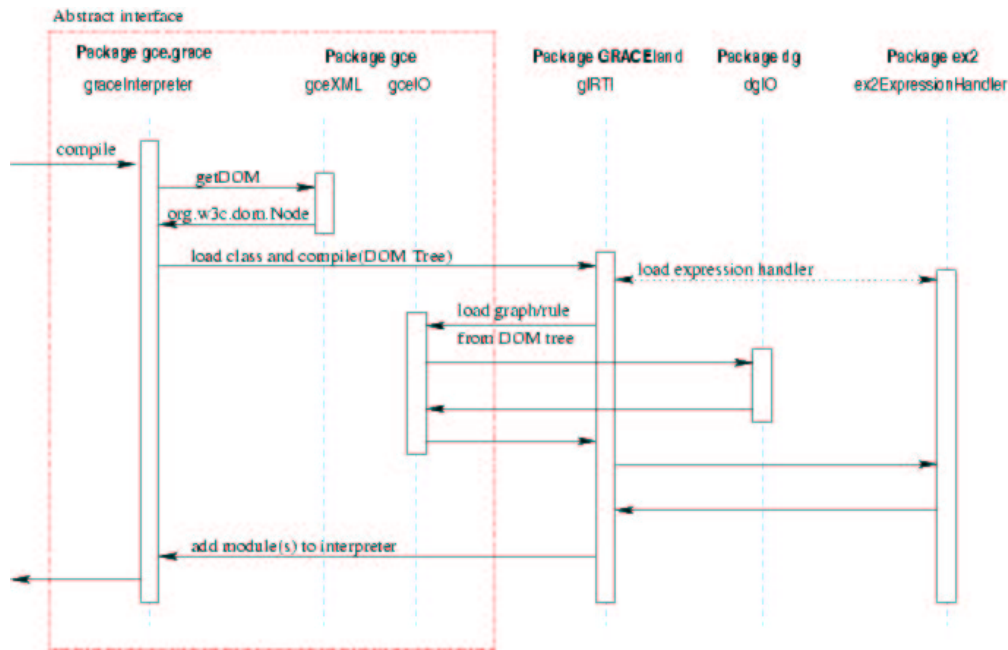 Abstract interface
Package gce.grace
graceInterpreter
Package gce
gceXML gceIO
Package GRACEland
glRTI
Package dg
dgIO
Package ex2
ex2ExpressionHandler
compile
getDOM
org.w3c.dom.Node
load class and compile(DOM Tree)
load expression handler
load graph/rule
from DOM tree
add module(s) to interpreter